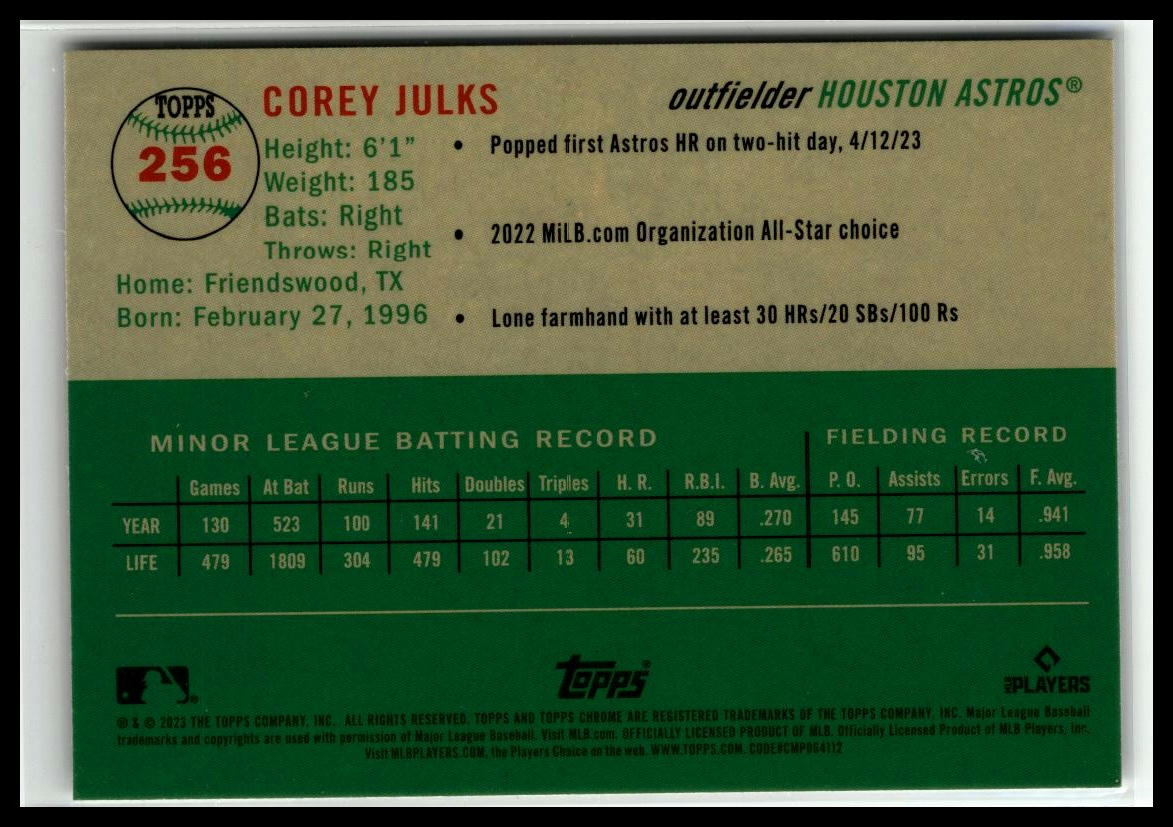 TOPPS
256
COREY JULKS
outfielder HOUSTON ASTROS®
Height: 6'1"
Weight: 185
Bats: Right
Throws: Right
Home: Friendswood, TX
Born: February 27, 1996
• Popped first Astros HR on two-hit day, 4/12/23
• 2022 MiLB.com Organization All-Star choice
• Lone farmhand with at least 30 HRs/20 SBs/100 Rs
MINOR LEAGUE BATTING RECORD FIELDING RECORD
Games At Bat Runs Hits Doubles Triples H. R. R.B.I. B. Avg. P. O. Assists Errors F. Avg.
YEAR 130 523 100 141 21 4 31 89 .270 145 77 14 .941
LIFE 479 1809 304 479 102 13 60 235 .265 610 95 31 .958
Topps®
MLB PLAYERS
® & © 2023 THE TOPPS COMPANY, INC. ALL RIGHTS RESERVED. TOPPS AND TOPPS CHROME ARE REGISTERED TRADEMARKS OF THE TOPPS COMPANY, INC. Major League Baseball
trademarks and copyrights are used with permission of Major League Baseball. Visit MLB.com. OFFICIALLY LICENSED PRODUCT OF MLB. Officially Licensed Product of MLB Players, Inc.
Visit MLBPLAYERS.COM, the Players Choice on the web. WWW.TOPPS.COM. CODE#CMP064112